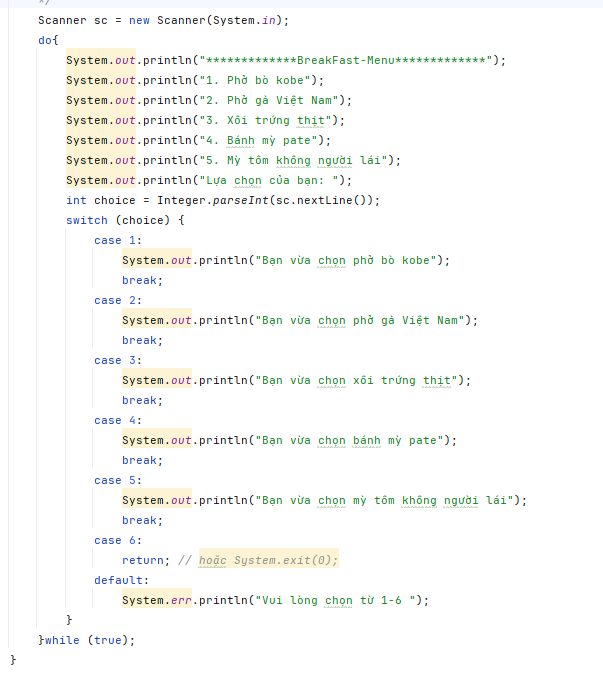 */
Scanner sc = new Scanner(System.in);
do{
System.out.println("*************BreakFast-Menu*************");
System.out.println("1. Phở bò kobe");
System.out.println("2. Phở gà Việt Nam");
System.out.println("3. Xôi trứng thịt");
System.out.println("4. Bánh mỳ pate");
System.out.println("5. Mỳ tôm không người lái");
System.out.println("Lựa chọn của bạn: ");
int choice = Integer.parseInt(sc.nextLine());
switch (choice) {
case 1:
System.out.println("Bạn vừa chọn phở bò kobe");
break;
case 2:
System.out.println("Bạn vừa chọn phở gà Việt Nam");
break;
case 3:
System.out.println("Bạn vừa chọn xôi trứng thịt");
break;
case 4:
System.out.println("Bạn vừa chọn bánh mỳ pate");
break;
case 5:
System.out.println("Bạn vừa chọn mỳ tôm không người lái");
break;
case 6:
return; // hoặc System.exit(0);
default:
System.err.println("Vui lòng chọn từ 1-6 ");
}
}while (true);
}